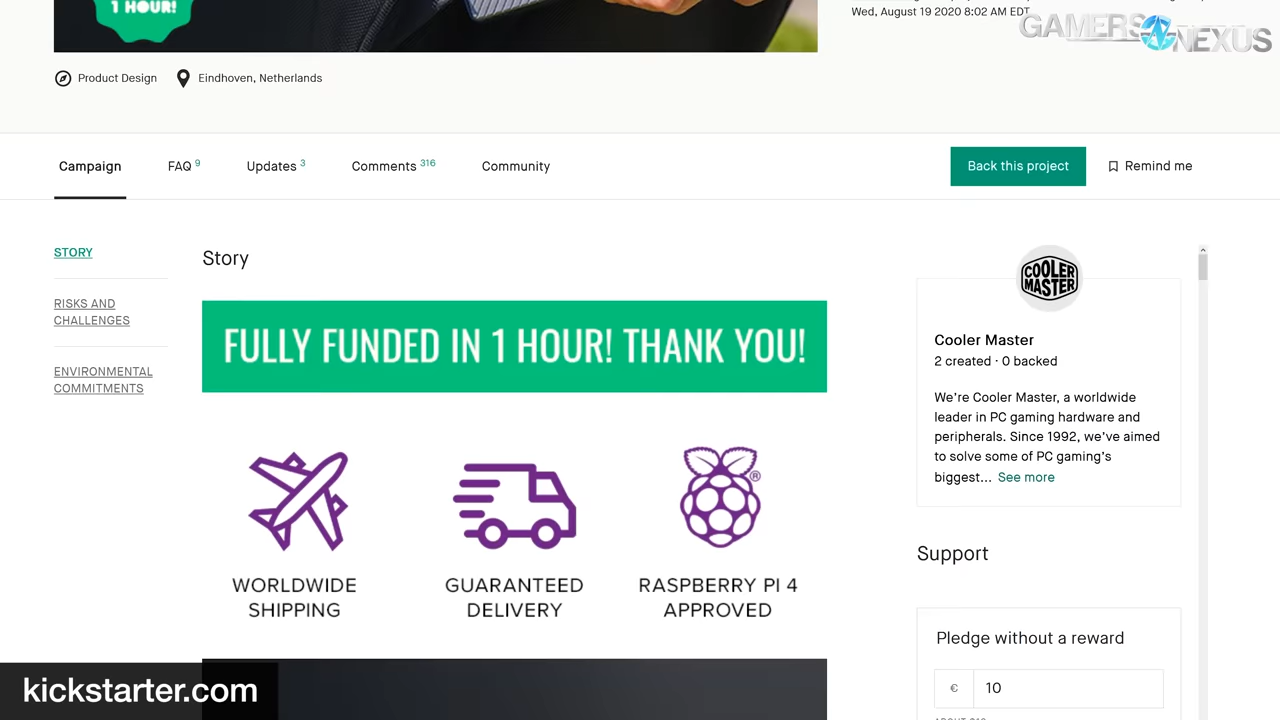 1 HOUR!
Wed, August 19 2020 8:02 AM EDT
GAMERS NEXUS
Product Design
Eindhoven, Netherlands
Campaign
FAQ 9
Updates 3
Comments 316
Community
Back this project
Remind me
STORY
RISKS AND
CHALLENGES
ENVIRONMENTAL
COMMITMENTS
Story
FULLY FUNDED IN 1 HOUR! THANK YOU!
WORLDWIDE
SHIPPING
GUARANTEED
DELIVERY
®
RASPBERRY PI 4
APPROVED
COOLER
MASTER
Cooler Master
2 created · 0 backed
We’re Cooler Master, a worldwide
leader in PC gaming hardware and
peripherals. Since 1992, we’ve aimed
to solve some of PC gaming’s
biggest... See more
Support
Pledge without a reward
€ 10
kickstarter.com